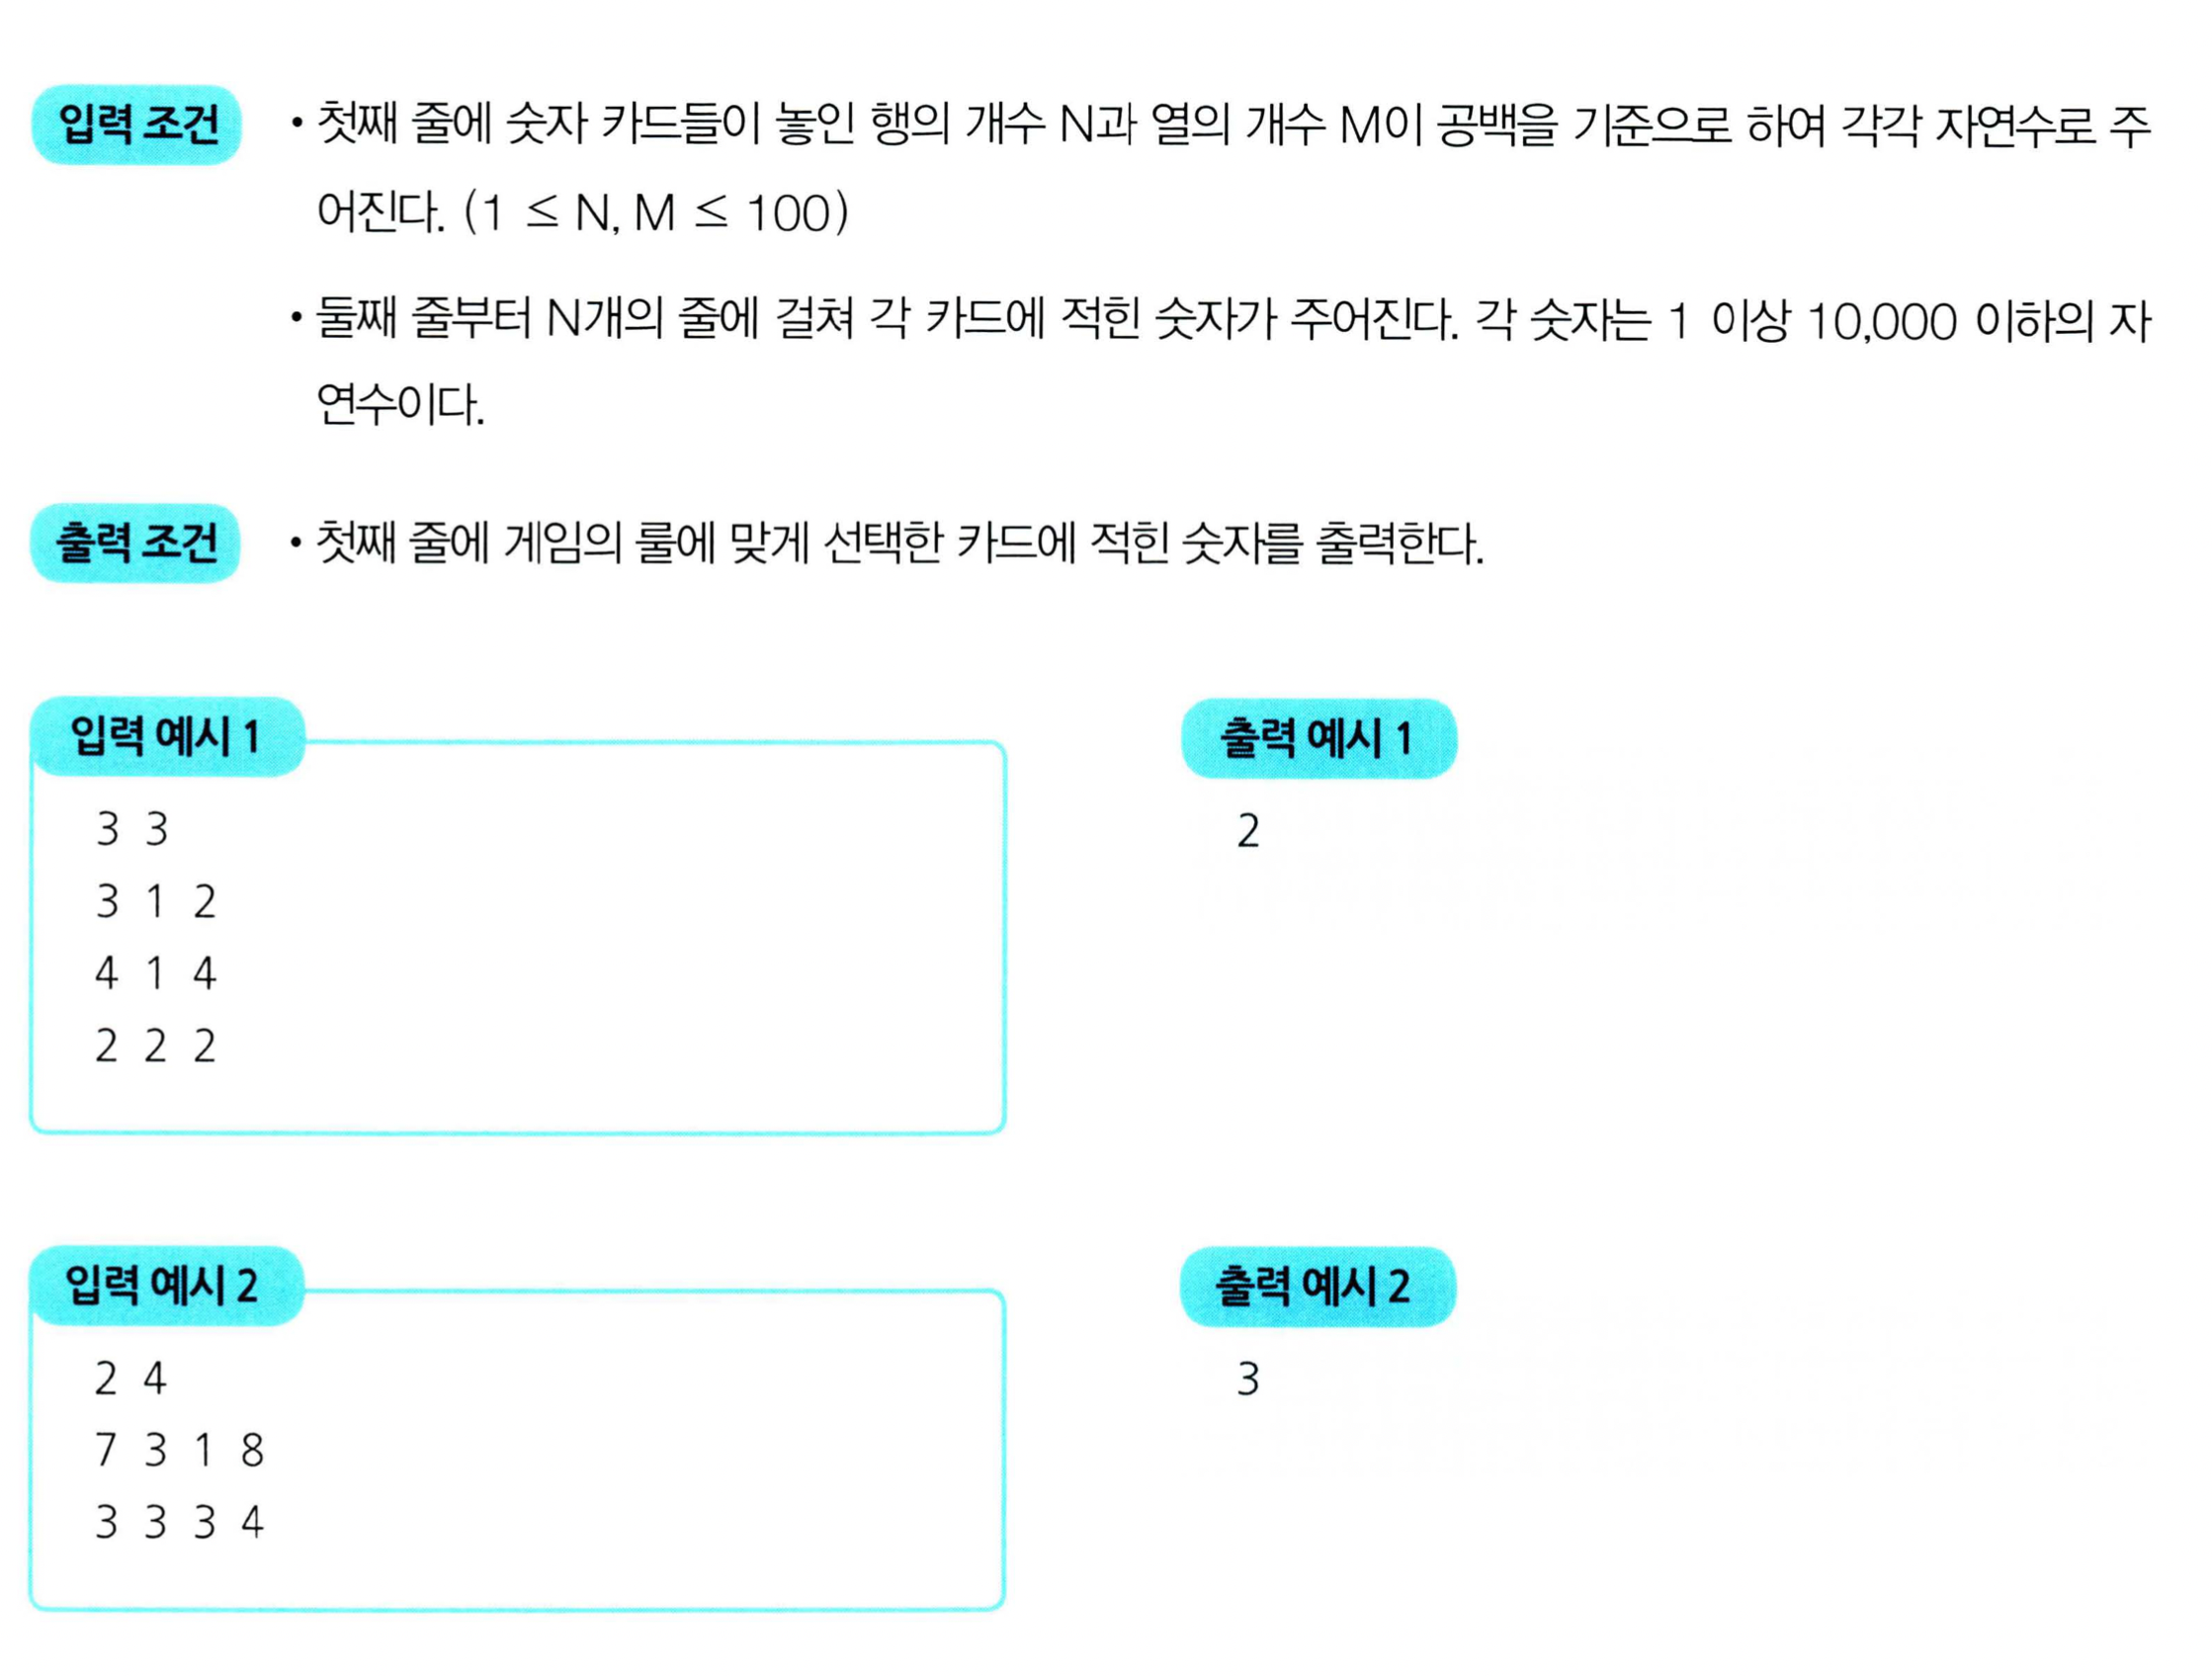 입력 조건
• 첫째 줄에 숫자 카드들이 놓인 행의 개수 N과 열의 개수 M이 공백을 기준으로 하여 각각 자연수로 주
어진다. (1 ≤ N, M ≤ 100)
• 둘째 줄부터 N개의 줄에 걸쳐 각 카드에 적힌 숫자가 주어진다. 각 숫자는 1 이상 10,000 이하의 자
연수이다.
출력 조건
• 첫째 줄에 게임의 룰에 맞게 선택한 카드에 적힌 숫자를 출력한다.
입력 예시 1
3 3
3 1 2
4 1 4
2 2 2
출력 예시 1
2
입력 예시 2
2 4
7 3 1 8
3 3 3 4
출력 예시 2
3